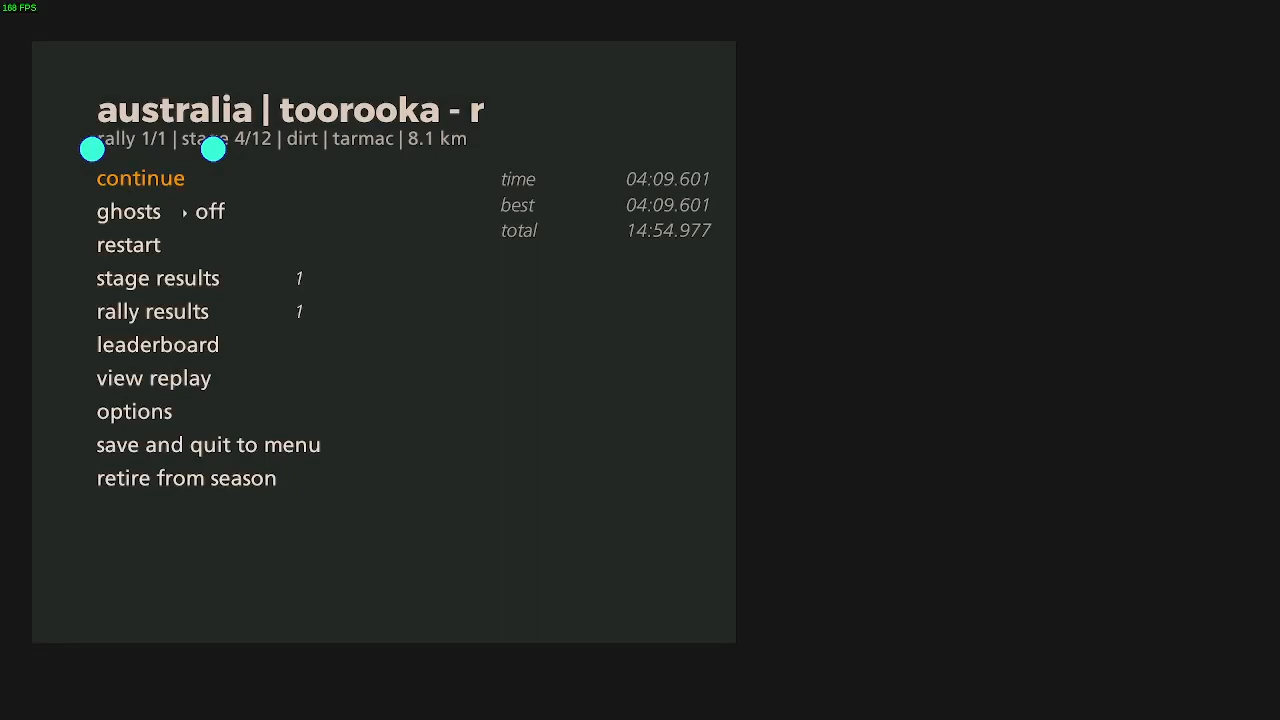 168 FPS
australia | toorooka - r
rally 1/1 | stage 4/12 | dirt | tarmac | 8.1 km
continue
ghosts ‣ off
restart
stage results 1
rally results 1
leaderboard
view replay
options
save and quit to menu
retire from season
time 04:09.601
best 04:09.601
total 14:54.977